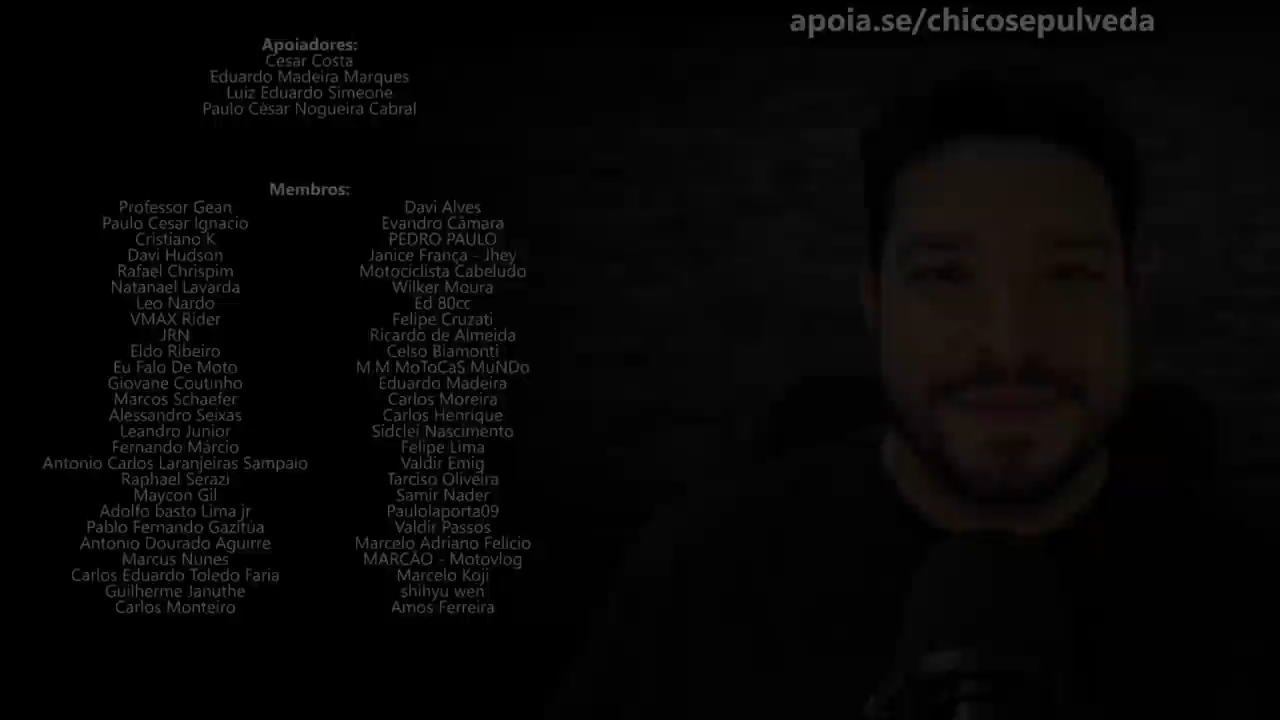 apoia.se/chicosepulveda
Apoiadores:
Cesar Costa
Eduardo Madeira Marques
Luiz Eduardo Simeone
Paulo Cèsar Nogueira Cabral
Membros:
Professor Gean
Paulo Cesar Ignacio
Cristiano K
Davi Hudson
Rafael Chrispim
Natanael Lavarda
Leo Nardo
VMAX Rider
JRN
Eldo Ribeiro
Eu Falo De Moto
Giovane Coutinho
Marcos Schaefer
Alessandro Seixas
Leandro Junior
Fernando Márcio
Antonio Carlos Laranjeiras Sampaio
Raphael Serazi
Maycon Gil
Adolfo basto Lima jr
Pablo Fernando Gazitúa
Antonio Dourado Aguirre
Marcus Nunes
Carlos Eduardo Toledo Faria
Guilherme Januthe
Carlos Monteiro
Davi Alves
Evandro Câmara
PEDRO PAULO
Janice França - Jhey
Motociclista Cabeludo
Wilker Moura
Ed 80cc
Felipe Cruzati
Ricardo de Almeida
Celso Biamonti
M.M MoToCaS MuNDo
Eduardo Madeira
Carlos Moreira
Carlos Henrique
Sidclei Nascimento
Felipe Lima
Valdir Emig
Tarciso Oliveira
Samir Nader
Paulolaporta09
Valdir Passos
Marcelo Adriano Felicio
MARCÃO - Motovlog
Marcelo Koji
shihyu wen
Amos Ferreira